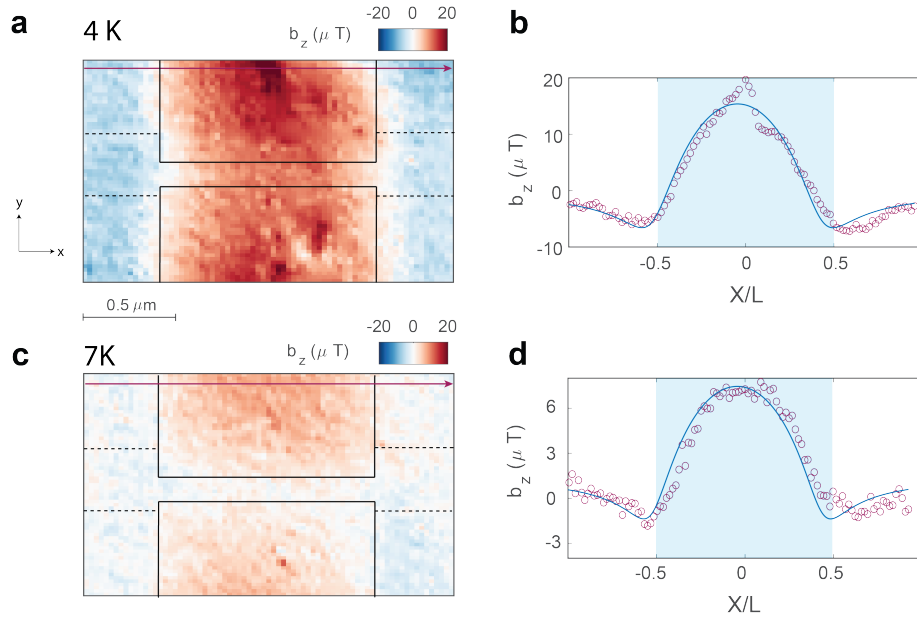 a
4 K
b_z (μ T)
-20 0 20
y
x
0.5 μm
b
b_z (μ T)
20
10
0
-10
-0.5 0 0.5
X/L
c
7K
b_z (μ T)
-20 0 20
d
b_z (μ T)
6
3
0
-3
-0.5 0 0.5
X/L